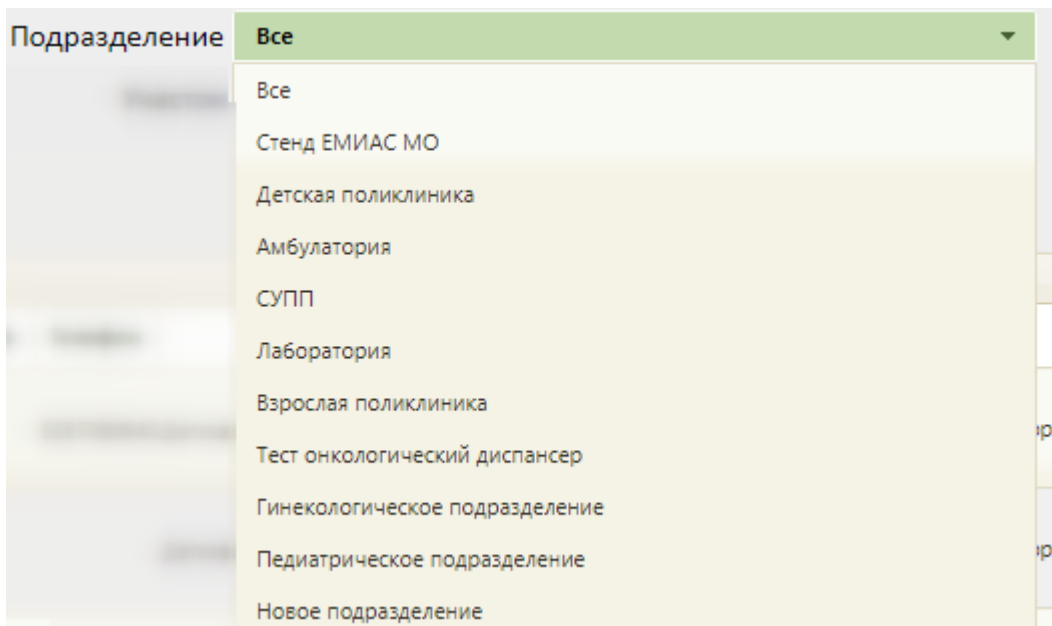 Подразделение Все
Все
Стенд ЕМИАС МО
Детская поликлиника
Амбулатория
СУПП
Лаборатория
Взрослая поликлиника
Тест онкологический диспансер
Гинекологическое подразделение
Педиатрическое подразделение
Новое подразделение